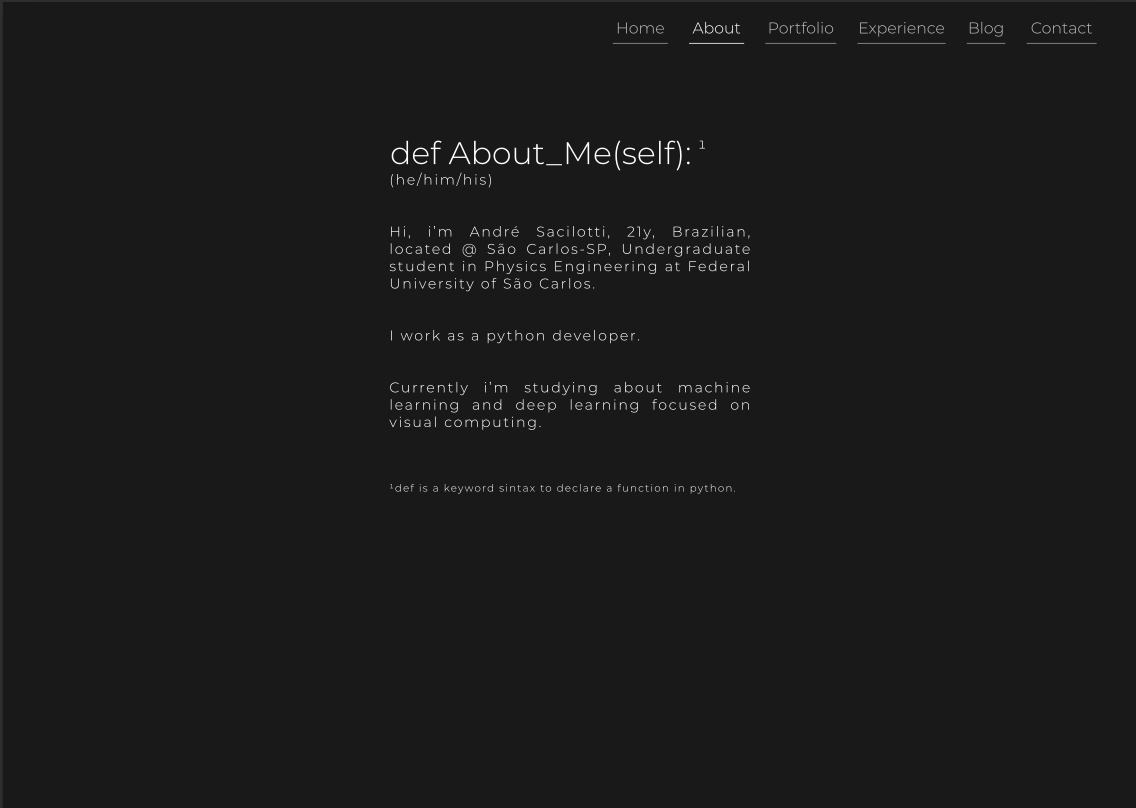 Home About Portfolio Experience Blog Contact
def About_Me(self): ¹
(he/him/his)
Hi, i'm André Sacilotti, 21y, Brazilian,
located @ São Carlos-SP, Undergraduate
student in Physics Engineering at Federal
University of São Carlos.
I work as a python developer.
Currently i'm studying about machine
learning and deep learning focused on
visual computing.
¹def is a keyword sintax to declare a function in python.